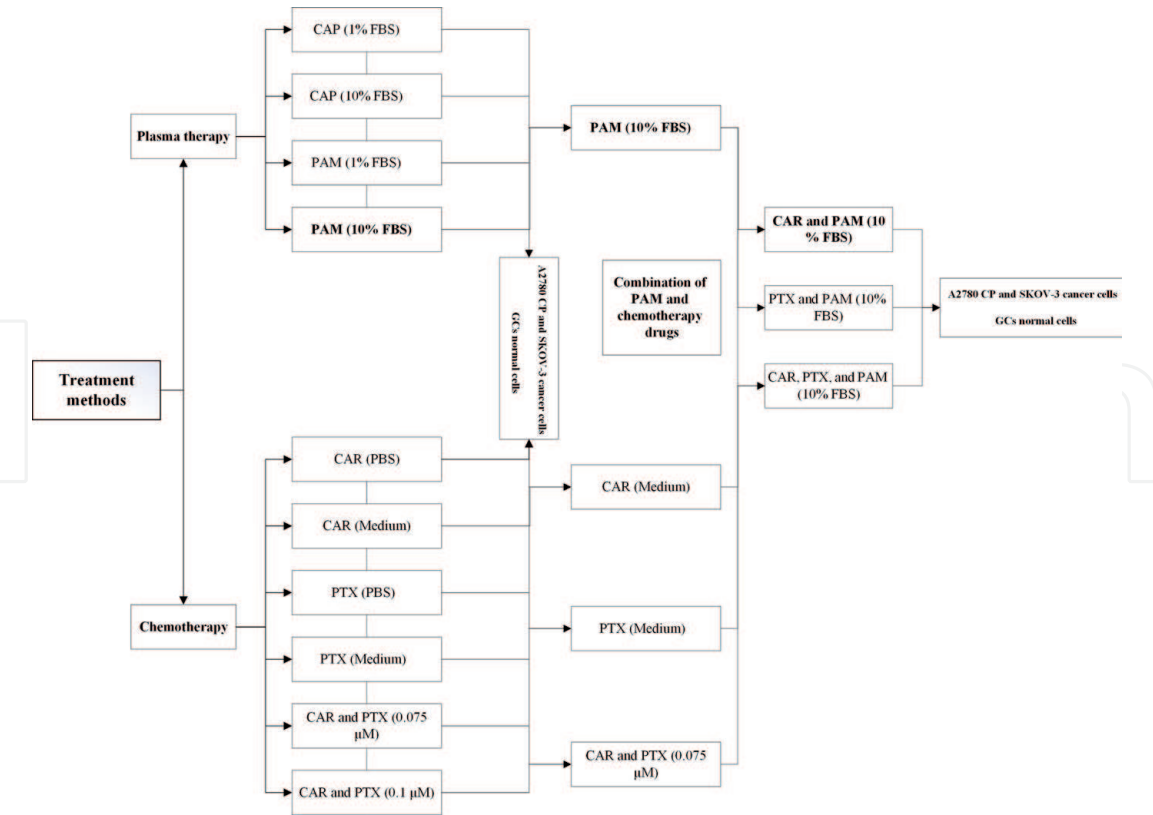 Treatment
methods
Plasma therapy
Chemotherapy
CAP (1% FBS)
CAP (10% FBS)
PAM (1% FBS)
PAM (10% FBS)
CAR (PBS)
CAR (Medium)
PTX (PBS)
PTX (Medium)
CAR and PTX (0.075
μM)
CAR and PTX (0.1 μM)
A2780 CP and SKOV-3 cancer cells
GCs normal cells
PAM (10% FBS)
Combination of
PAM and
chemotherapy
drugs
CAR (Medium)
PTX (Medium)
CAR and PTX (0.075
μM)
CAR and PAM (10
% FBS)
PTX and PAM (10%
FBS)
CAR, PTX, and PAM
(10% FBS)
A2780 CP and SKOV-3 cancer cells
GCs normal cells